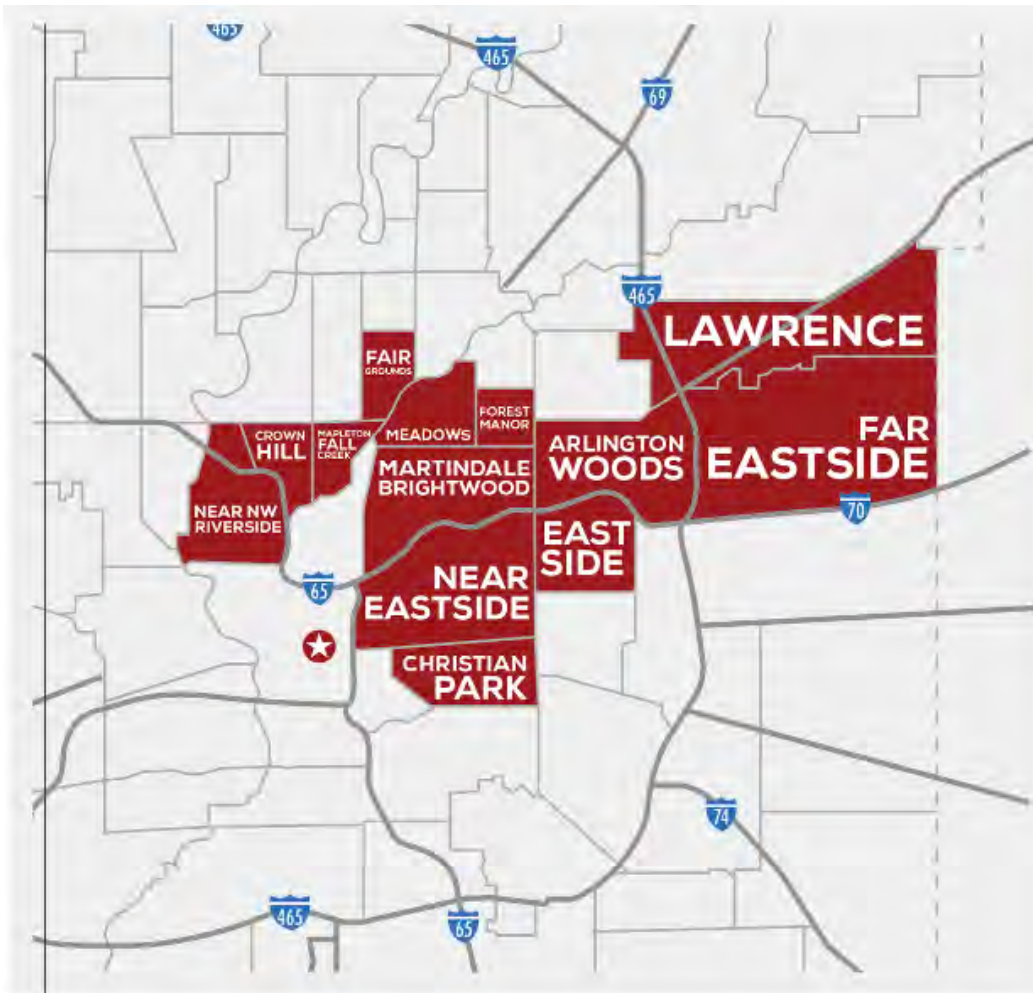 465
465
69
465
LAWRENCE
FAIR
GROUNDS
FOREST
MANOR
MEADOWS
CROWN
HILL
MAPLETON
FALL
CREEK
FAR
EASTSIDE
ARLINGTON
WOODS
MARTINDALE
BRIGHTWOOD
NEAR NW
RIVERSIDE
70
EAST
SIDE
NEAR
EASTSIDE
65
CHRISTIAN
PARK
74
465
65